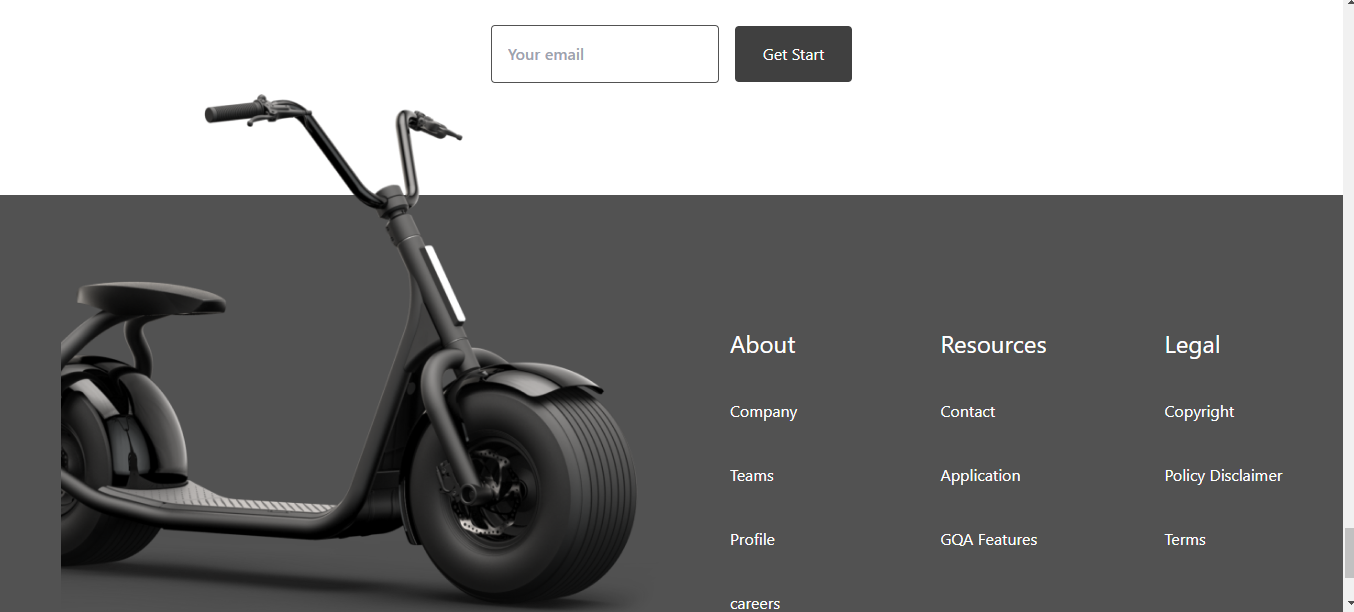 Your email
Get Start
About
Resources
Legal
Company
Contact
Copyright
Teams
Application
Policy Disclaimer
Profile
GQA Features
Terms
careers